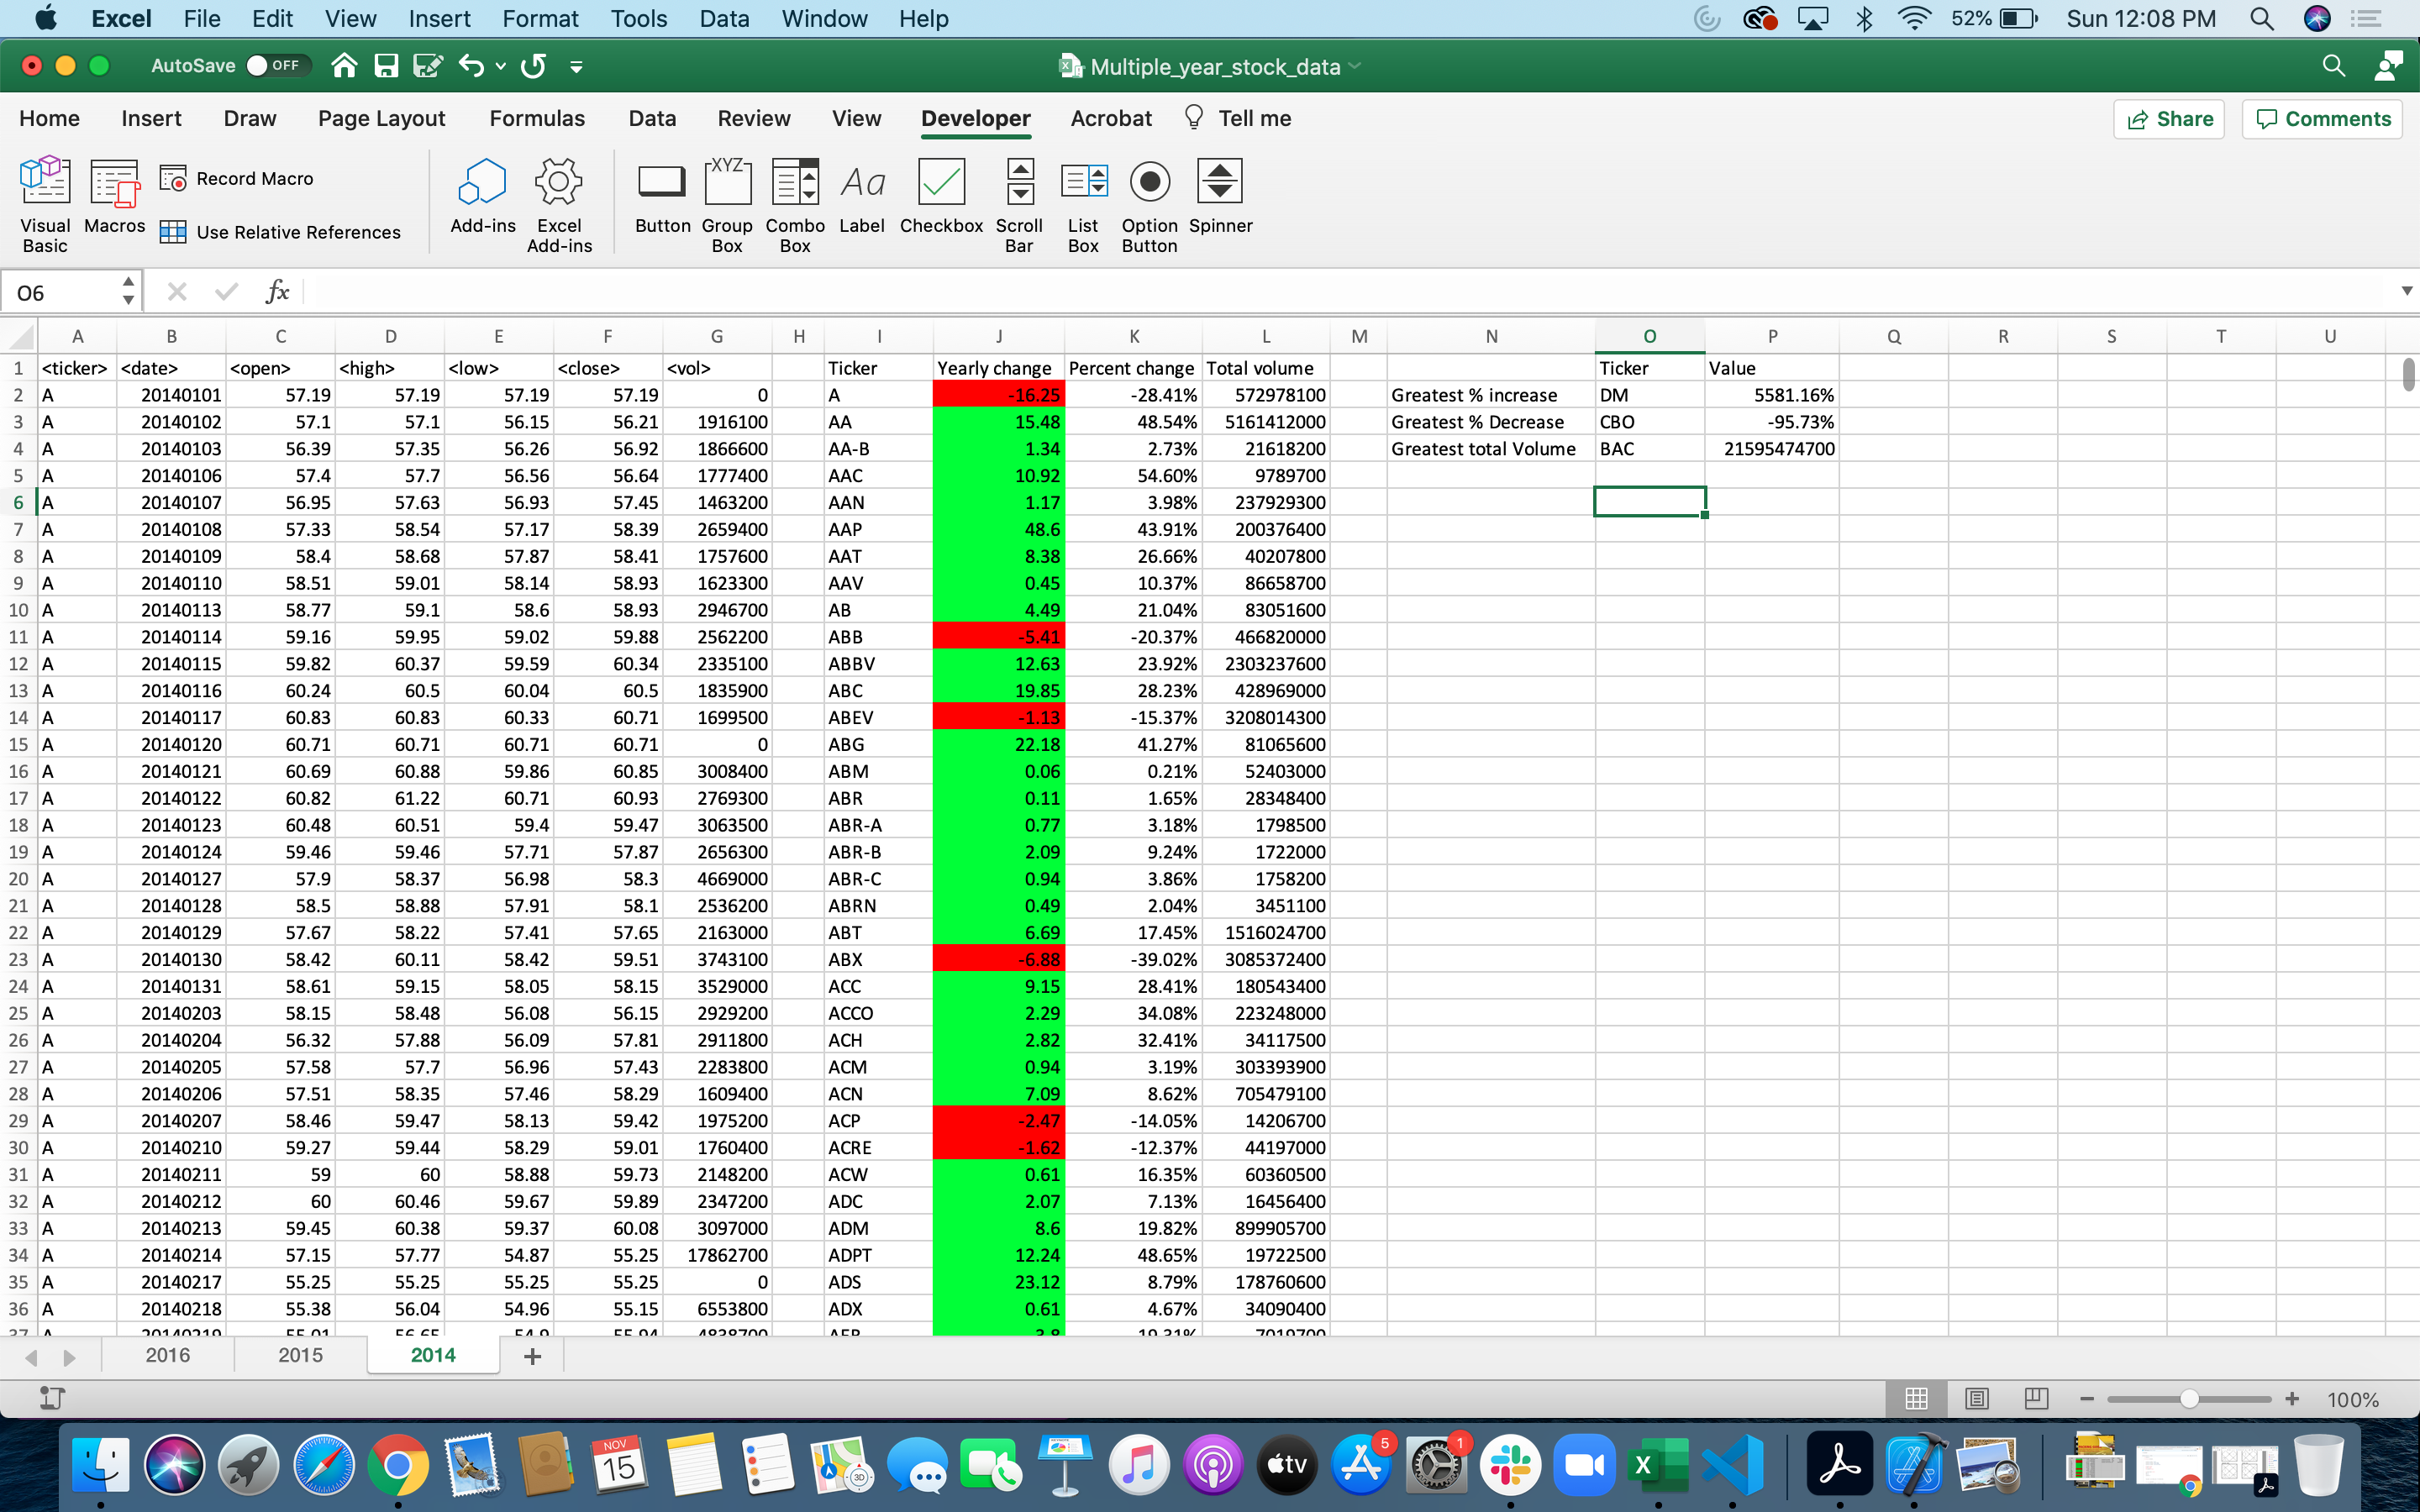 Excel File Edit View Insert Format Tools Data Window Help 52% Sun 12:08 PM
AutoSave OFF Multiple_year_stock_data
Home Insert Draw Page Layout Formulas Data Review View Developer Acrobat Tell me Share Comments
Visual Basic Macros Record Macro Use Relative References Add-ins Excel Add-ins Button XYZ Group Box Combo Box Aa Label Checkbox Scroll Bar List Box Option Button Spinner
O6 fx
A B C D E F G H I J K L M N O P Q R S T U
1 <ticker> <date> <open> <high> <low> <close> <vol> Ticker Yearly change Percent change Total volume Ticker Value
2 A 20140101 57.19 57.19 57.19 57.19 0 A -16.25 -28.41% 572978100 Greatest % increase DM 5581.16%
3 A 20140102 57.1 57.1 56.15 56.21 1916100 AA 15.48 48.54% 5161412000 Greatest % Decrease CBO -95.73%
4 A 20140103 56.39 57.35 56.26 56.92 1866600 AA-B 1.34 2.73% 21618200 Greatest total Volume BAC 21595474700
5 A 20140106 57.4 57.7 56.56 56.64 1777400 AAC 10.92 54.60% 9789700
6 A 20140107 56.95 57.63 56.93 57.45 1463200 AAN 1.17 3.98% 237929300
7 A 20140108 57.33 58.54 57.17 58.39 2659400 AAP 48.6 43.91% 200376400
8 A 20140109 58.4 58.68 57.87 58.41 1757600 AAT 8.38 26.66% 40207800
9 A 20140110 58.51 59.01 58.14 58.93 1623300 AAV 0.45 10.37% 86658700
10 A 20140113 58.77 59.1 58.6 58.93 2946700 AB 4.49 21.04% 83051600
11 A 20140114 59.16 59.95 59.02 59.88 2562200 ABB -5.41 -20.37% 466820000
12 A 20140115 59.82 60.37 59.59 60.34 2335100 ABBV 12.63 23.92% 2303237600
13 A 20140116 60.24 60.5 60.04 60.5 1835900 ABC 19.85 28.23% 428969000
14 A 20140117 60.83 60.83 60.33 60.71 1699500 ABEV -1.13 -15.37% 3208014300
15 A 20140120 60.71 60.71 60.71 60.71 0 ABG 22.18 41.27% 81065600
16 A 20140121 60.69 60.88 59.86 60.85 3008400 ABM 0.06 0.21% 52403000
17 A 20140122 60.82 61.22 60.71 60.93 2769300 ABR 0.11 1.65% 28348400
18 A 20140123 60.48 60.51 59.4 59.47 3063500 ABR-A 0.77 3.18% 1798500
19 A 20140124 59.46 59.46 57.71 57.87 2656300 ABR-B 2.09 9.24% 1722000
20 A 20140127 57.9 58.37 56.98 58.3 4669000 ABR-C 0.94 3.86% 1758200
21 A 20140128 58.5 58.88 57.91 58.1 2536200 ABRN 0.49 2.04% 3451100
22 A 20140129 57.67 58.22 57.41 57.65 2163000 ABT 6.69 17.45% 1516024700
23 A 20140130 58.42 60.11 58.42 59.51 3743100 ABX -6.88 -39.02% 3085372400
24 A 20140131 58.61 59.15 58.05 58.15 3529000 ACC 9.15 28.41% 180543400
25 A 20140203 58.15 58.48 56.08 56.15 2929200 ACCO 2.29 34.08% 223248000
26 A 20140204 56.32 57.88 56.09 57.81 2911800 ACH 2.82 32.41% 34117500
27 A 20140205 57.58 57.7 56.96 57.43 2283800 ACM 0.94 3.19% 303393900
28 A 20140206 57.51 58.35 57.46 58.29 1609400 ACN 7.09 8.62% 705479100
29 A 20140207 58.46 59.47 58.13 59.42 1975200 ACP -2.47 -14.05% 14206700
30 A 20140210 59.27 59.44 58.29 59.01 1760400 ACRE -1.62 -12.37% 44197000
31 A 20140211 59 60 58.88 59.73 2148200 ACW 0.61 16.35% 60360500
32 A 20140212 60 60.46 59.67 59.89 2347200 ADC 2.07 7.13% 16456400
33 A 20140213 59.45 60.38 59.37 60.08 3097000 ADM 8.6 19.82% 899905700
34 A 20140214 57.15 57.77 54.87 55.25 17862700 ADPT 12.24 48.65% 19722500
35 A 20140217 55.25 55.25 55.25 55.25 0 ADS 23.12 8.79% 178760600
36 A 20140218 55.38 56.04 54.96 55.15 6553800 ADX 0.61 4.67% 34090400
2016 2015 2014 +
100%
NOV 15 3D tv 5 1 X